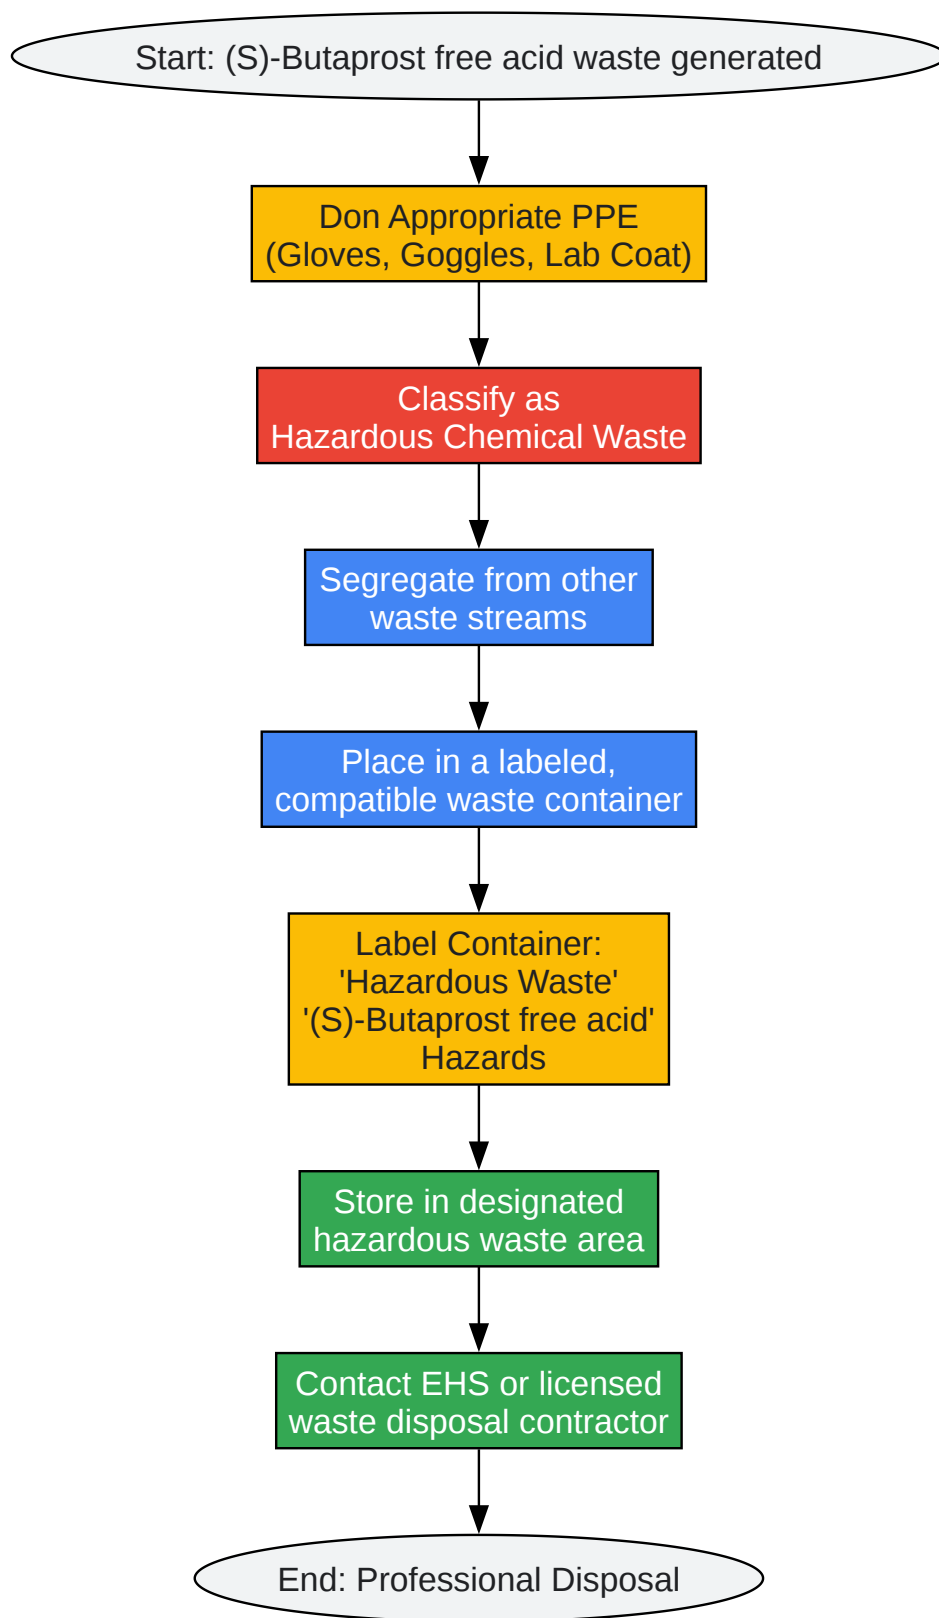 Start: (S)-Butaprost free acid waste generated
Don Appropriate PPE
(Gloves, Goggles, Lab Coat)
Classify as
Hazardous Chemical Waste
Segregate from other
waste streams
Place in a labeled,
compatible waste container
Label Container:
'Hazardous Waste'
'(S)-Butaprost free acid'
Hazards
Store in designated
hazardous waste area
Contact EHS or licensed
waste disposal contractor
End: Professional Disposal